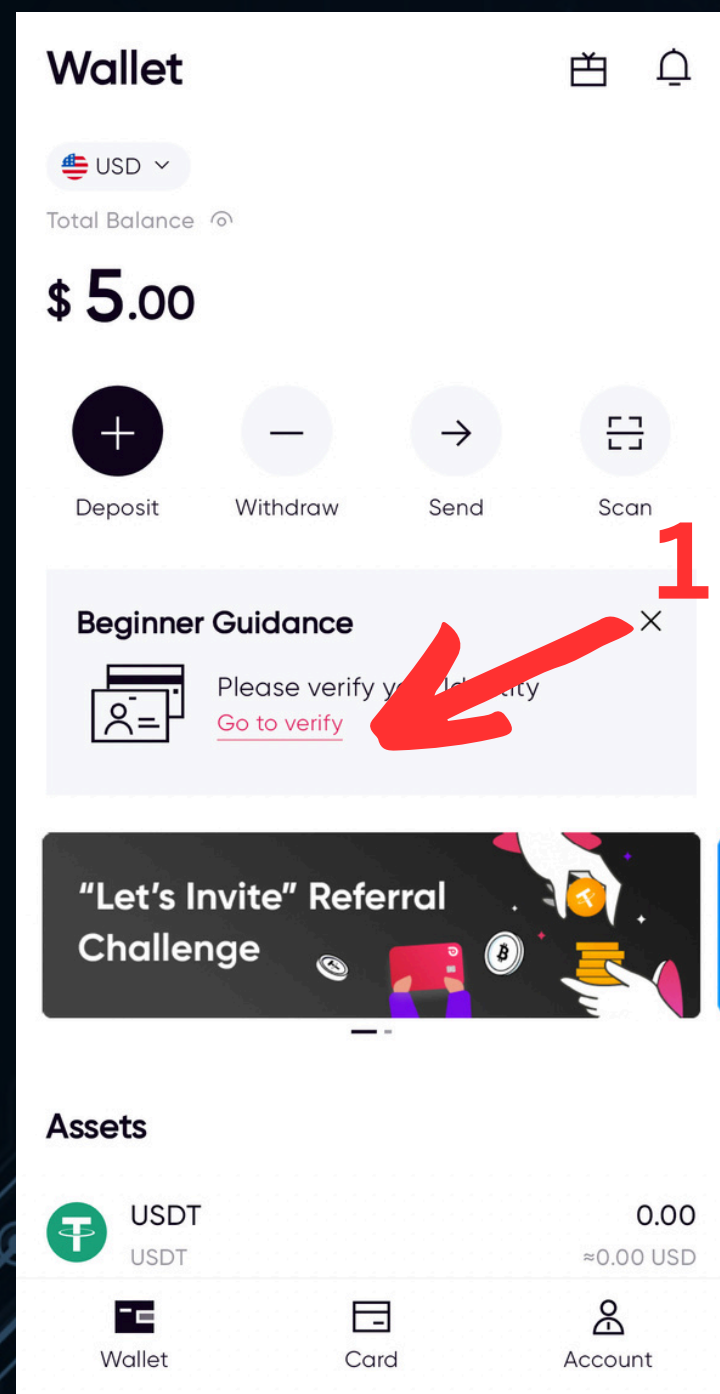 Wallet
USD
Total Balance
$ 5.00
Deposit Withdraw Send Scan
1
Beginner Guidance
Please verify
Go to verify
“Let’s Invite” Referral
Challenge
Assets
USDT 0.00
USDT ≈0.00 USD
Wallet Card Account